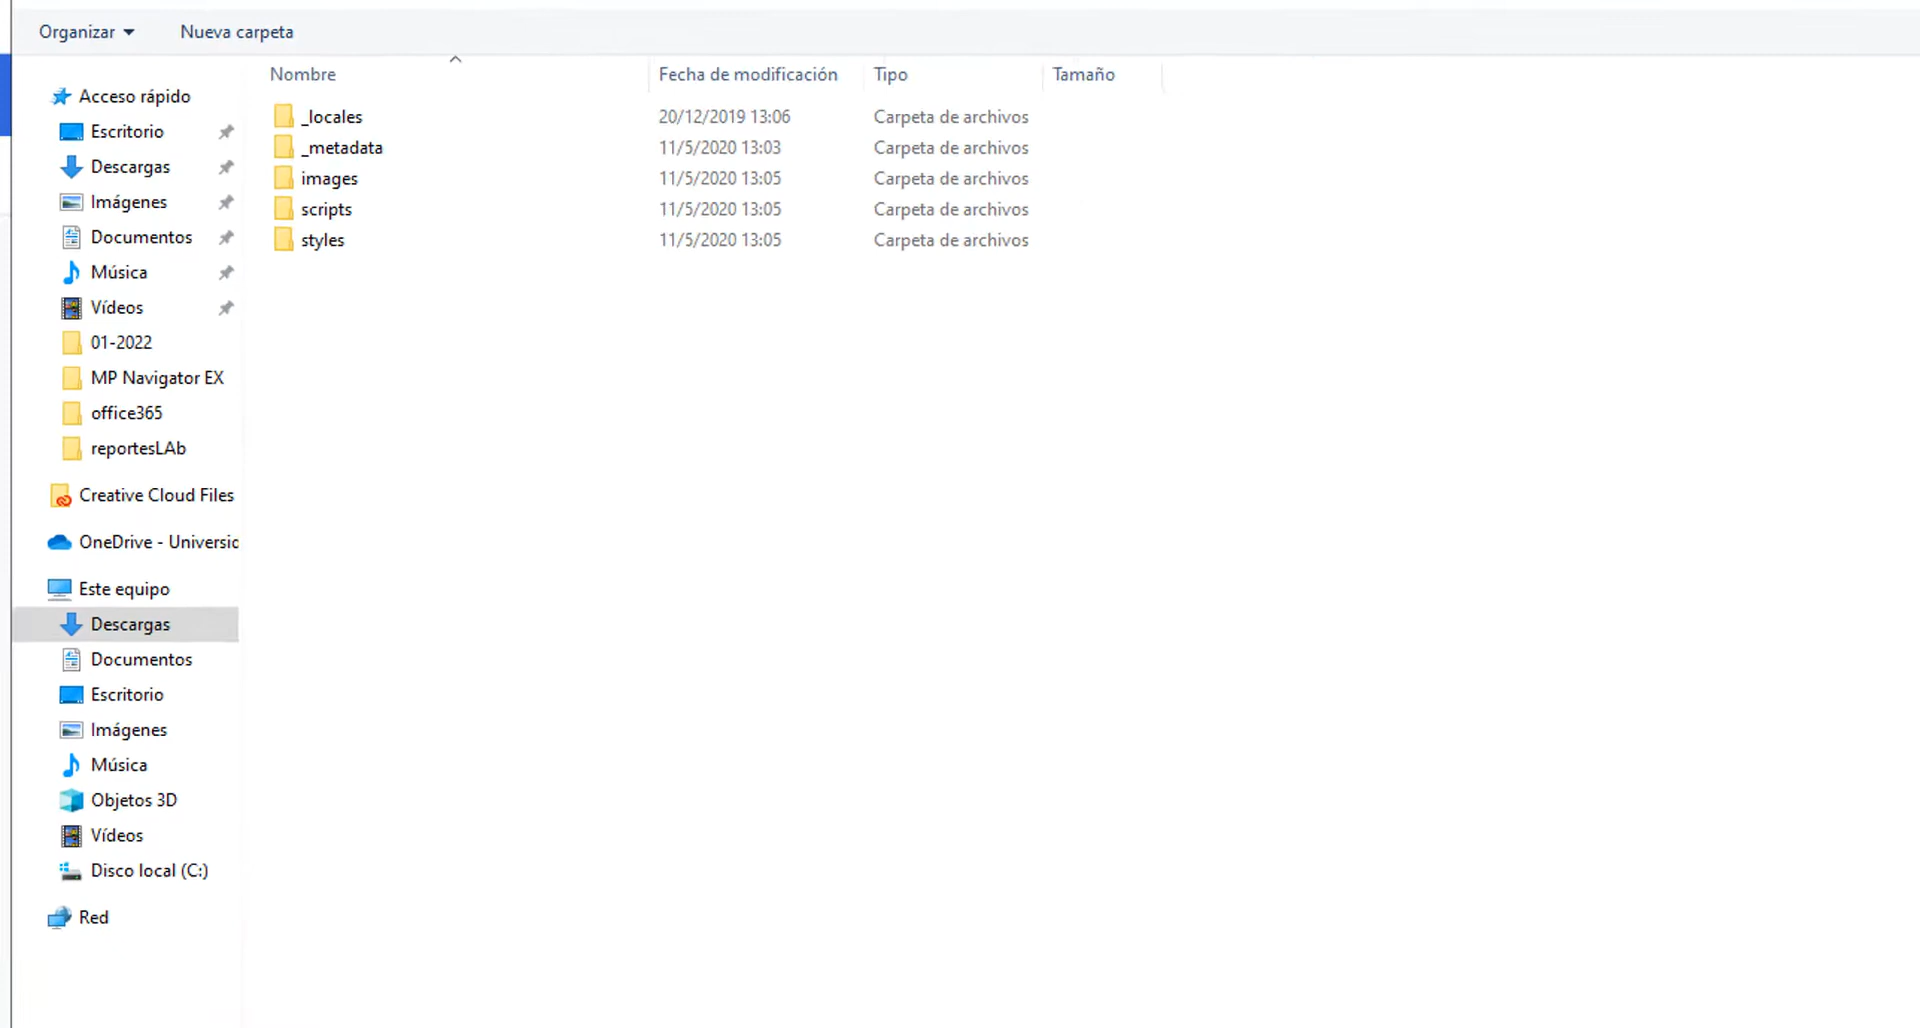 Organizar Nueva carpeta
Nombre Fecha de modificación Tipo Tamaño
Acceso rápido
Escritorio
Descargas
Imágenes
Documentos
Música
Vídeos
01-2022
MP Navigator EX
office365
reportesLAb
Creative Cloud Files
OneDrive - Universid
Este equipo
Descargas
Documentos
Escritorio
Imágenes
Música
Objetos 3D
Vídeos
Disco local (C:)
Red
_locales 20/12/2019 13:06 Carpeta de archivos
_metadata 11/5/2020 13:03 Carpeta de archivos
images 11/5/2020 13:05 Carpeta de archivos
scripts 11/5/2020 13:05 Carpeta de archivos
styles 11/5/2020 13:05 Carpeta de archivos